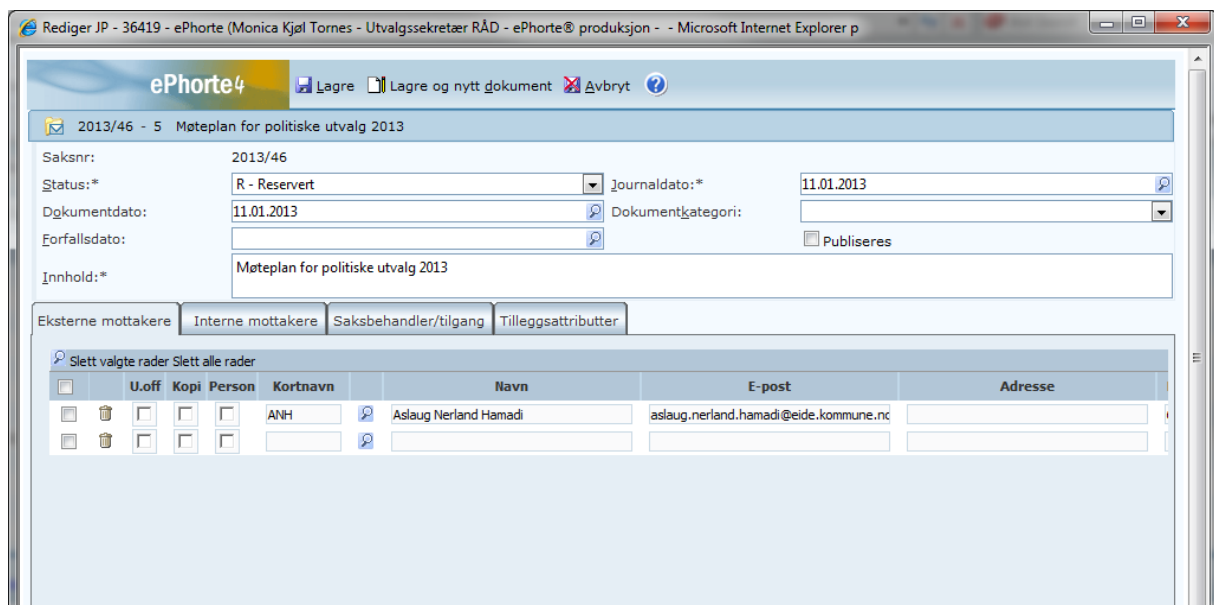 Rediger JP - 36419 - ePhorte (Monica Kjøl Tornes - Utvalgssekretær RÅD - ePhorte® produksjon - - Microsoft Internet Explorer p
ePhorte4 Lagre Lagre og nytt dokument Avbryt ?
2013/46 - 5 Møteplan for politiske utvalg 2013
Saksnr: 2013/46
Status:* R - Reservert Journaldato:* 11.01.2013
Dokumentdato: 11.01.2013 Dokumentkategori:
Forfallsdato: Publiseres
Innhold:* Møteplan for politiske utvalg 2013
Eksterne mottakere Interne mottakere Saksbehandler/tilgang Tilleggsattributter
Slett valgte rader Slett alle rader
U.off Kopi Person Kortnavn Navn E-post Adresse
ANH Aslaug Nerland Hamadi aslaug.nerland.hamadi@eide.kommune.no